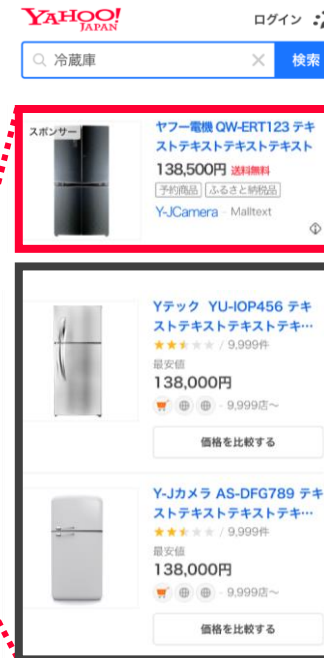 YAHOO!
JAPAN
ログイン
冷蔵庫
検索
スポンサー
ヤフー電機 QW-ERT123 テキ
ストテキストテキストテキスト
138,500円 送料無料
予約商品 ふるさと納税品
Y-JCamera - Malltext
Yテック YU-IOP456 テキ
ストテキストテキストテキ…
/ 9,999件
最安値
138,000円
- 9,999店～
価格を比較する
Y-Jカメラ AS-DFG789 テキ
ストテキストテキストテキ…
/ 9,999件
最安値
138,000円
- 9,999店～
価格を比較する